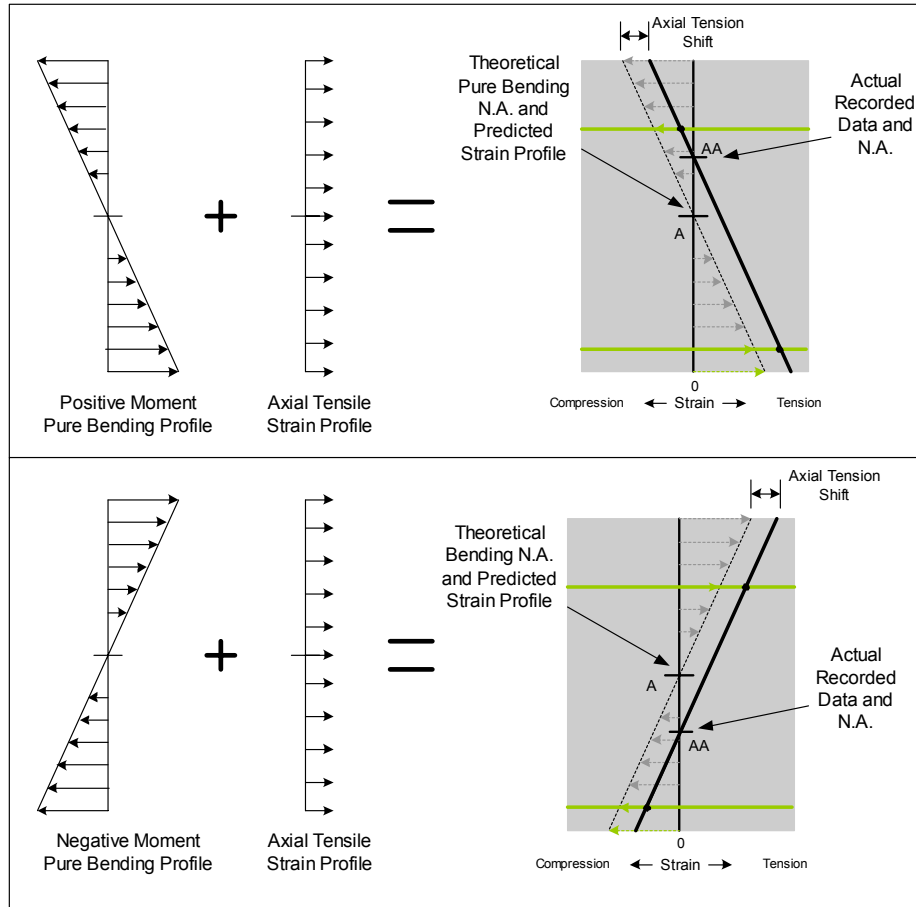 Axial Tension
Shift
Theoretical
Pure Bending
N.A. and
Predicted
Strain Profile
Actual
Recorded
Data and
N.A.
AA
A
0
Compression
Strain
Tension
Positive Moment
Pure Bending Profile
Axial Tensile
Strain Profile
Axial Tension
Shift
Theoretical
Bending N.A.
and Predicted
Strain Profile
Actual
Recorded
Data and
N.A.
A
AA
0
Compression
Strain
Tension
Negative Moment
Pure Bending Profile
Axial Tensile
Strain Profile